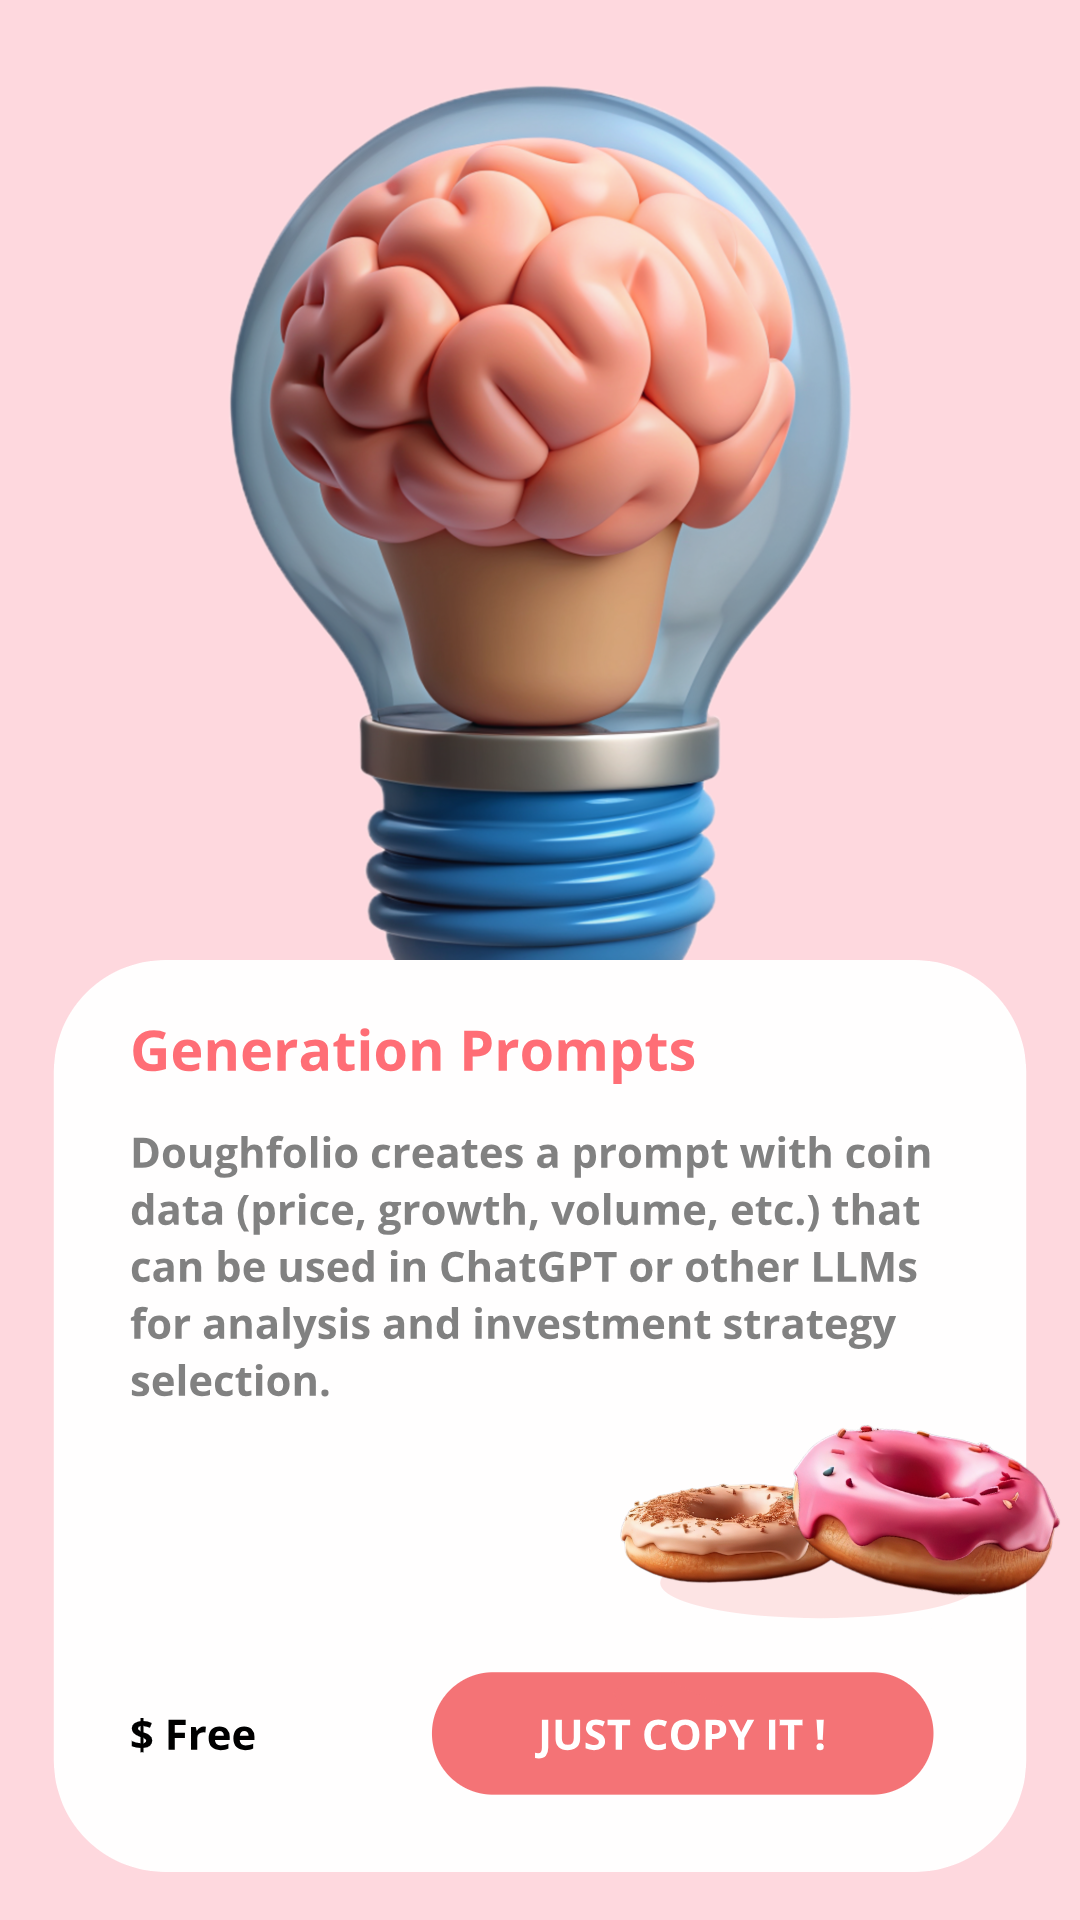 Generation Prompts
Doughfolio creates a prompt with coin
data (price, growth, volume, etc.) that
can be used in ChatGPT or other LLMs
for analysis and investment strategy
selection.
$ Free
JUST COPY IT !